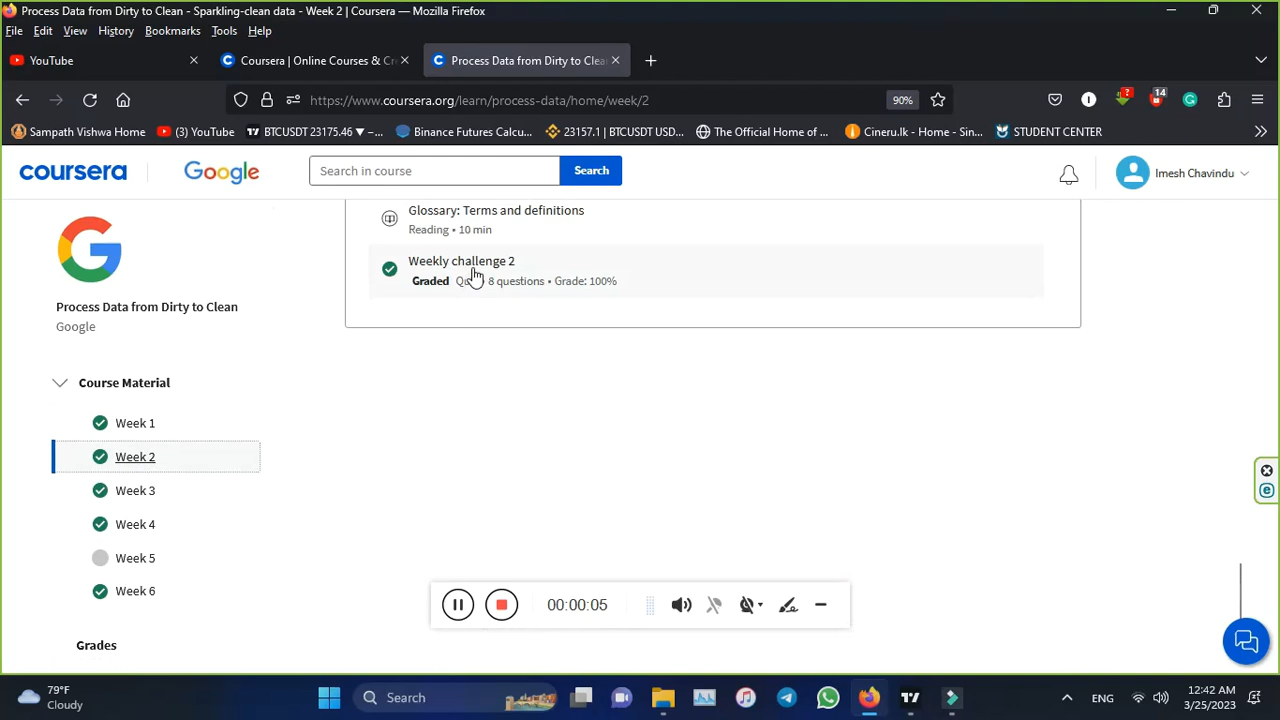 Process Data from Dirty to Clean - Sparkling-clean data - Week 2 | Coursera — Mozilla Firefox
File Edit View History Bookmarks Tools Help
YouTube
Coursera | Online Courses & Cr
Process Data from Dirty to Clea
https://www.coursera.org/learn/process-data/home/week/2
90%
? 14
Sampath Vishwa Home
(3) YouTube
BTCUSDT 23175.46 ▼ −...
Binance Futures Calcu...
23157.1 | BTCUSDT USD...
The Official Home of ...
Cineru.lk - Home - Sin...
STUDENT CENTER
coursera
Google
Search in course
Search
Imesh Chavindu
Glossary: Terms and definitions
Reading • 10 min
Weekly challenge 2
Graded 8 questions • Grade: 100%
Process Data from Dirty to Clean
Google
Course Material
Week 1
Week 2
Week 3
Week 4
Week 5
Week 6
Grades
00:00:05
79°F
Cloudy
Search
ENG
12:42 AM
3/25/2023